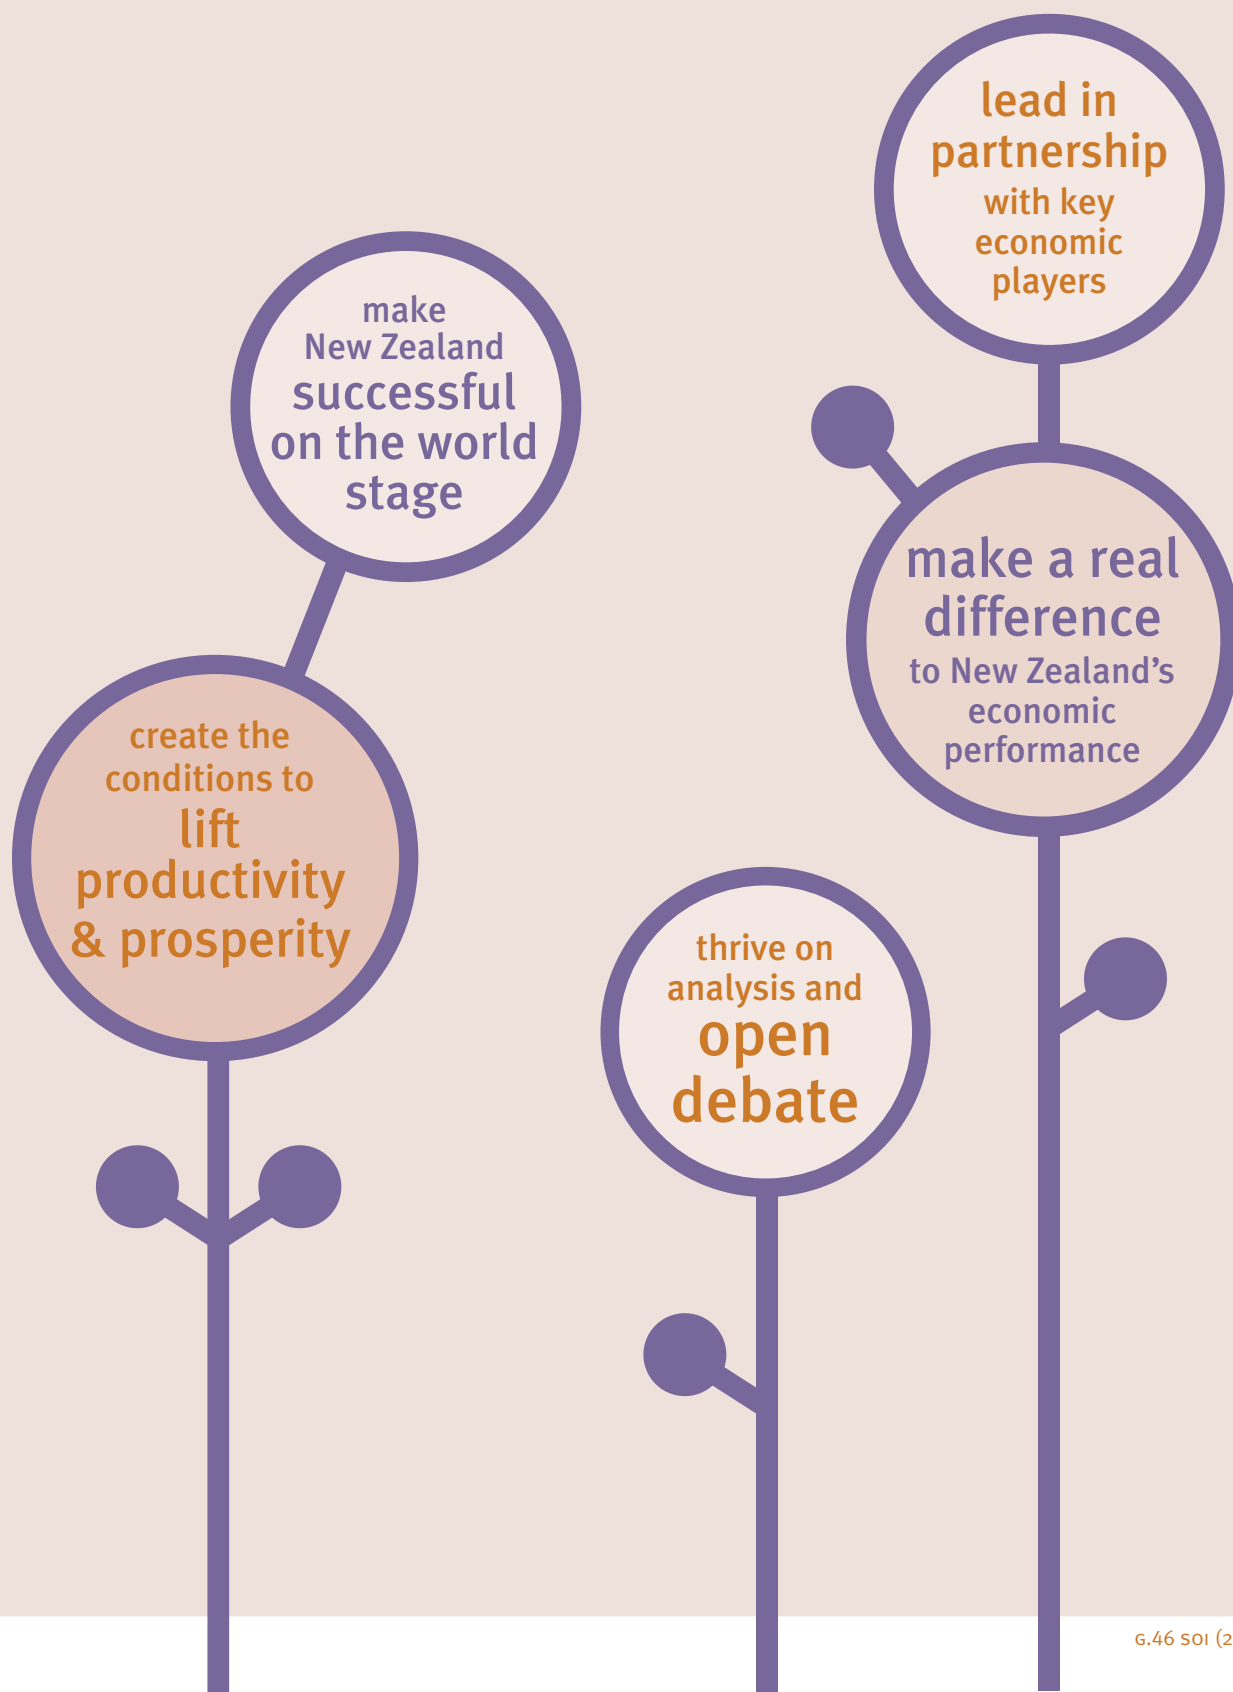 lead in
partnership
with key
economic
players
make
New Zealand
successful
on the world
stage
make a real
difference
to New Zealand’s
economic
performance
create the
conditions to
lift
productivity
& prosperity
thrive on
analysis and
open
debate
G.46 SOI (2